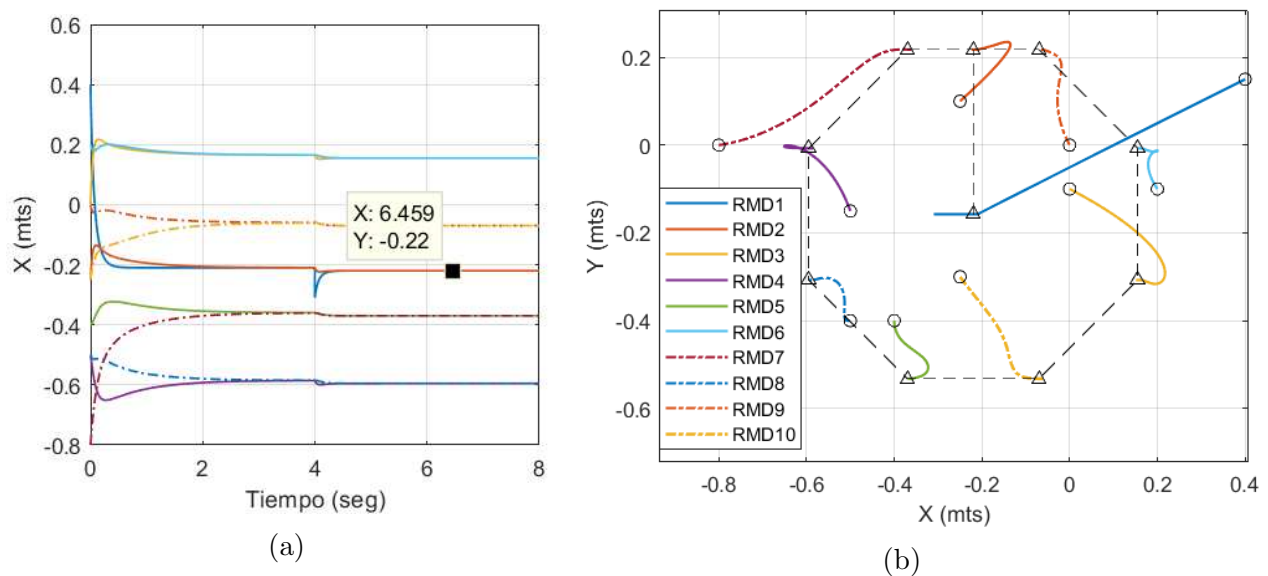 0.6
0.4
0.2
0
-0.2
-0.4
-0.6
-0.8
X (mts)
X: 6.459
Y: -0.22
0 2 4 6 8
Tiempo (seg)
(a)
0.2
0
-0.2
-0.4
-0.6
Y (mts)
RMD1
RMD2
RMD3
RMD4
RMD5
RMD6
RMD7
RMD8
RMD9
RMD10
-0.8 -0.6 -0.4 -0.2 0 0.2 0.4
X (mts)
(b)